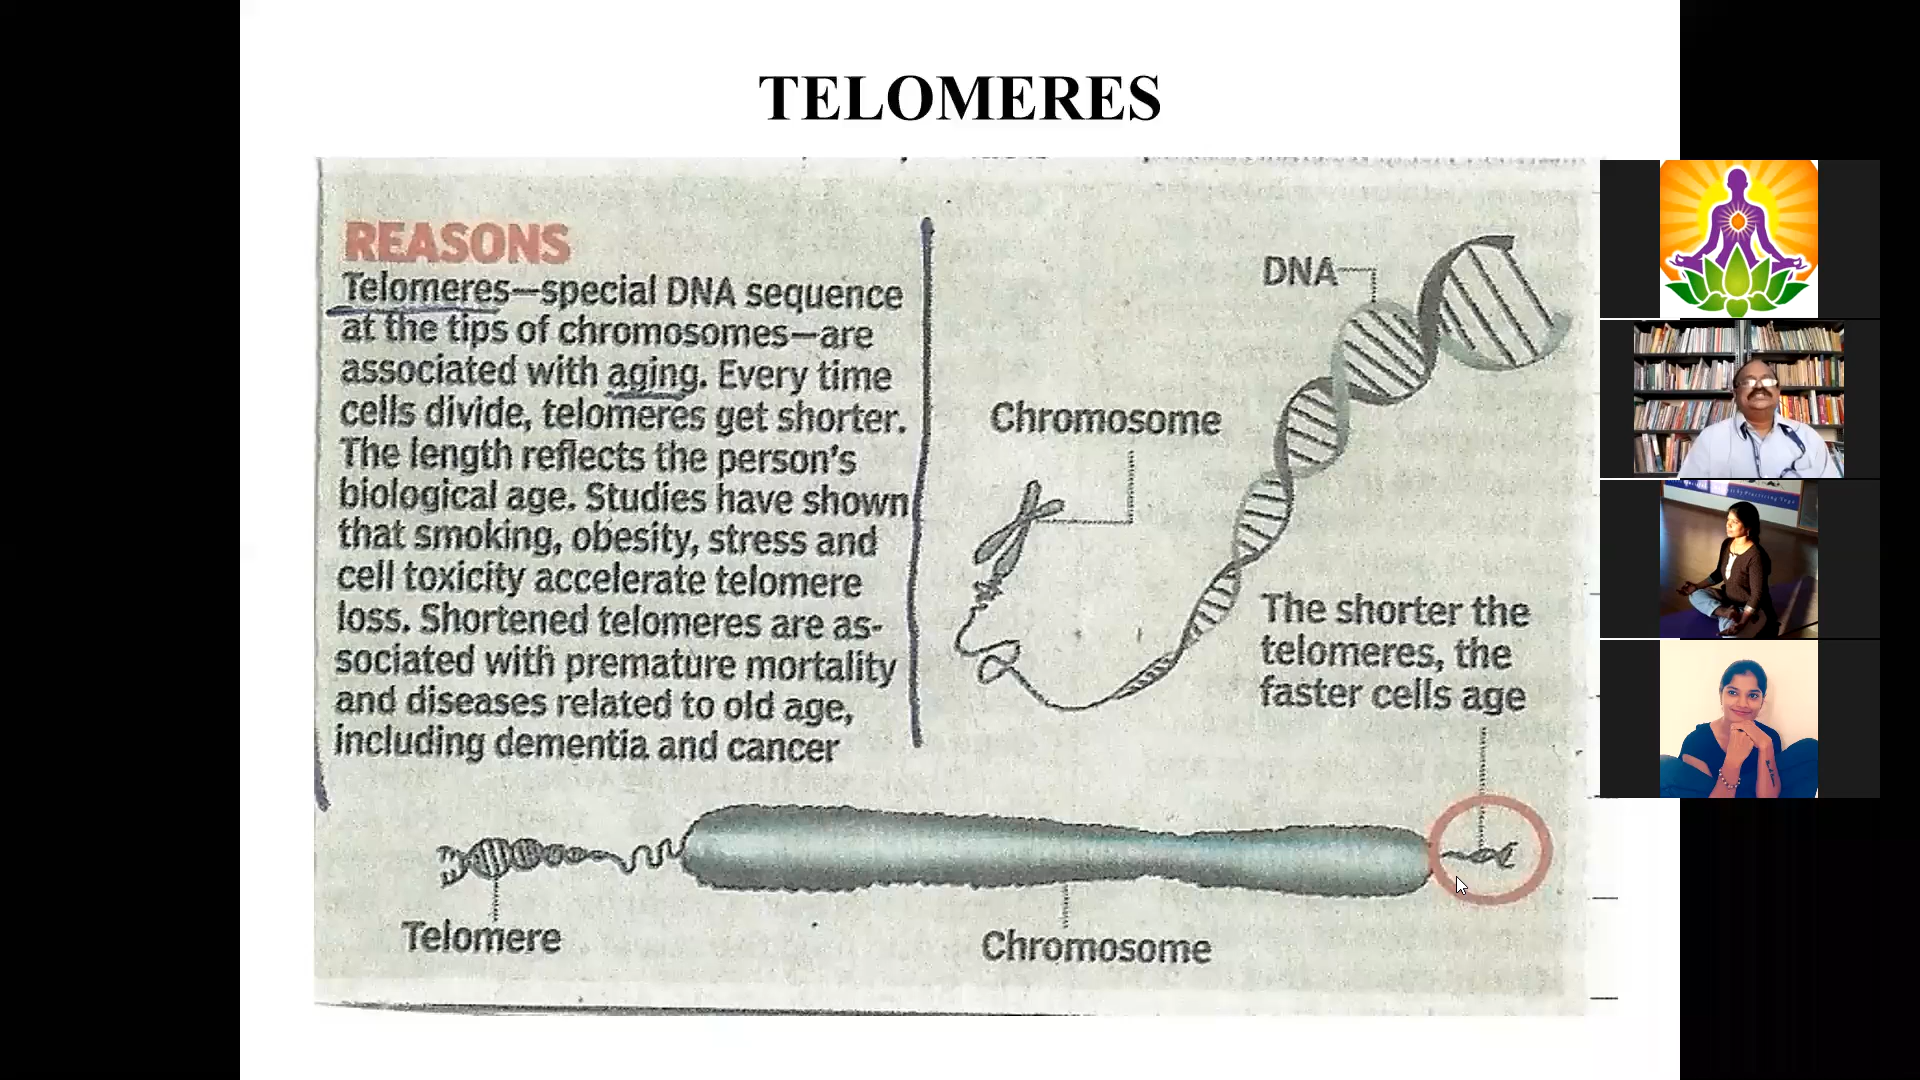 TELOMERES
REASONS
Telomeres—special DNA sequence
at the tips of chromosomes—are
associated with aging. Every time
cells divide, telomeres get shorter.
The length reflects the person's
biological age. Studies have shown
that smoking, obesity, stress and
cell toxicity accelerate telomere
loss. Shortened telomeres are as-
sociated with premature mortality
and diseases related to old age,
including dementia and cancer
DNA
Chromosome
The shorter the
telomeres, the
faster cells age
Telomere
Chromosome